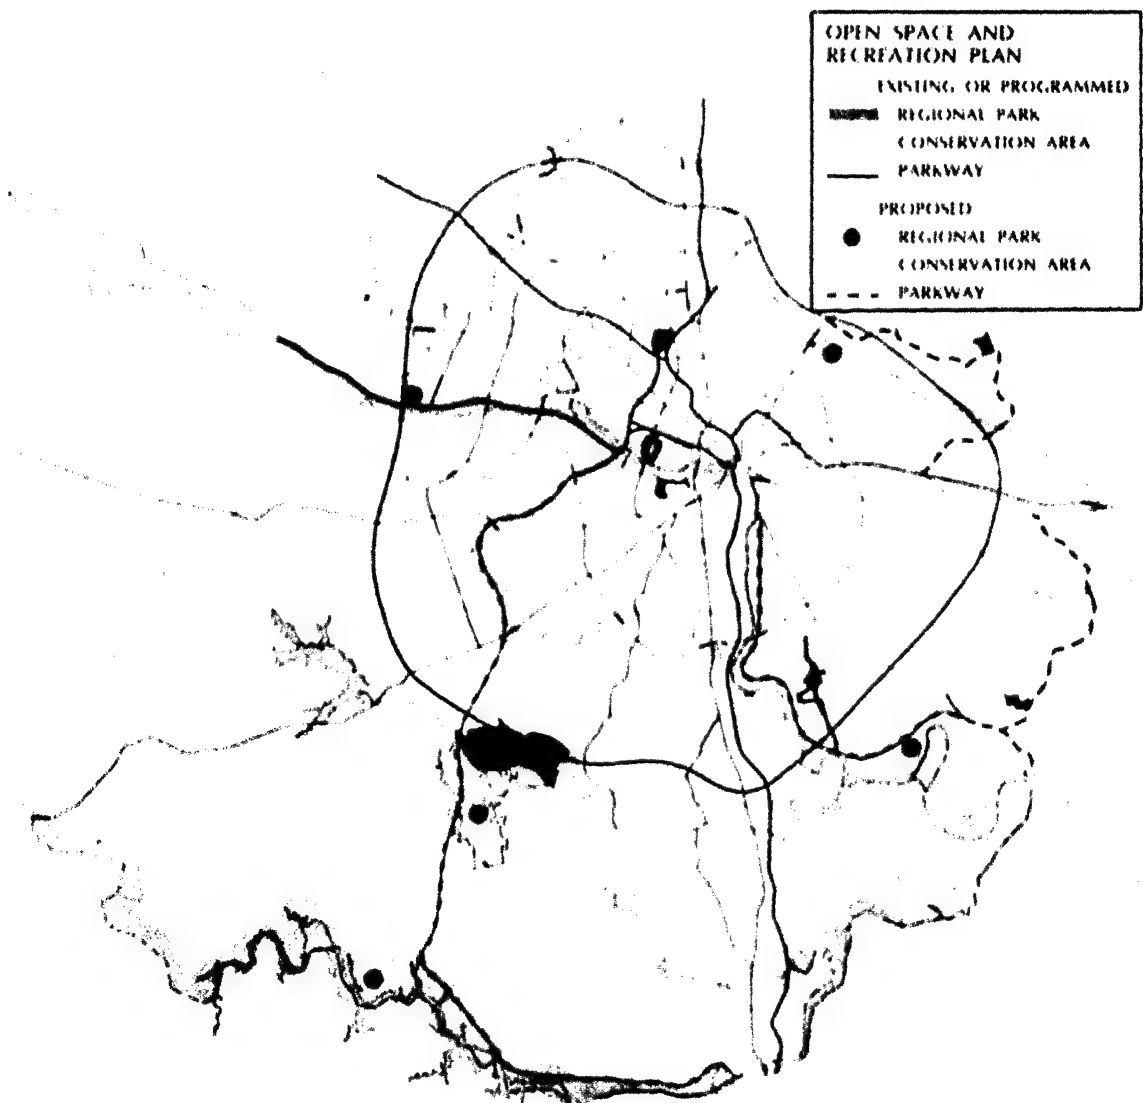 OPEN SPACE AND
RECREATION PLAN
EXISTING OR PROGRAMMED
REGIONAL PARK
CONSERVATION AREA
PARKWAY
PROPOSED
REGIONAL PARK
CONSERVATION AREA
PARKWAY